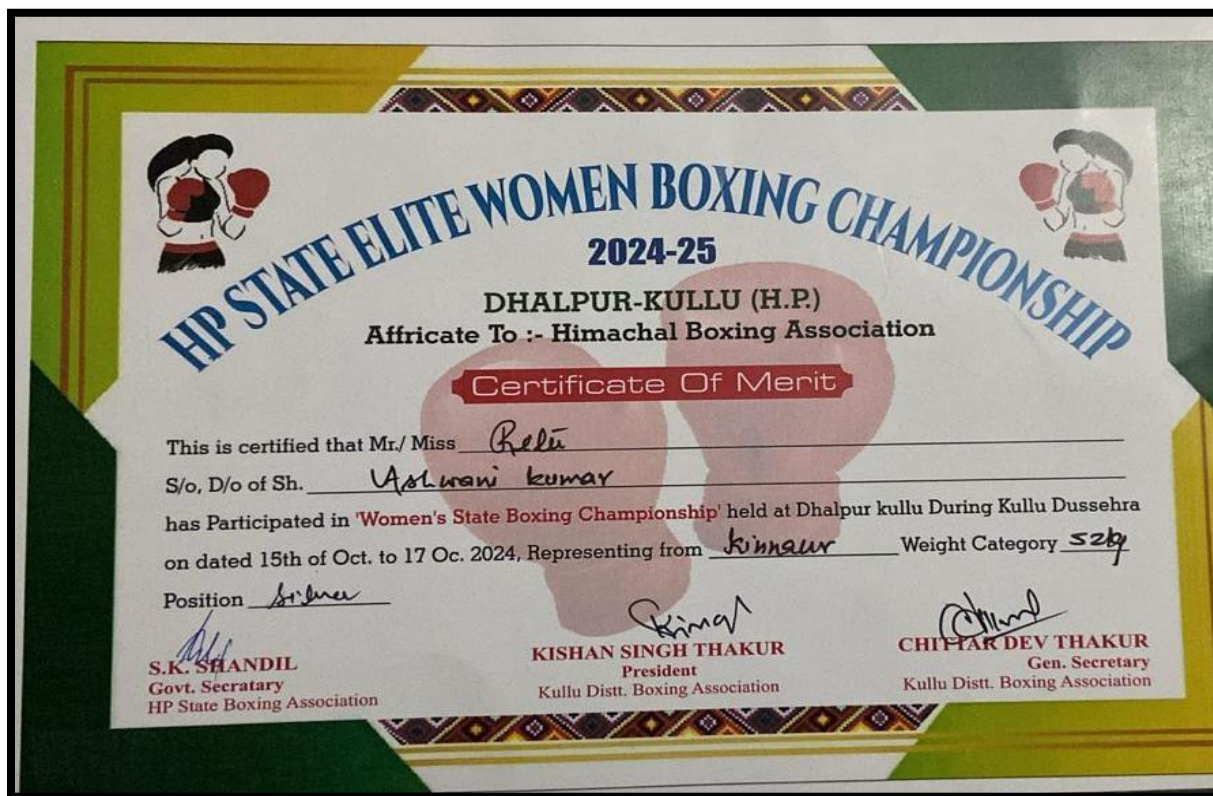 HP STATE ELITE WOMEN BOXING CHAMPIONSHIP
2024-25
DHALPUR-KULLU (H.P.)
Affricate To :- Himachal Boxing Association
Certificate Of Merit
This is certified that Mr./ Miss
S/o, D/o of Sh. Ashwani kumar
has Participated in 'Women's State Boxing Championship' held at Dhalpur kullu During Kullu Dussehra
on dated 15th of Oct. to 17 Oc. 2024, Representing from kinnaur Weight Category 52kg
Position Silver
S.K. SHANDIL
Govt. Secratary
HP State Boxing Association
KISHAN SINGH THAKUR
President
Kullu Distt. Boxing Association
CHITTAR DEV THAKUR
Gen. Secretary
Kullu Distt. Boxing Association